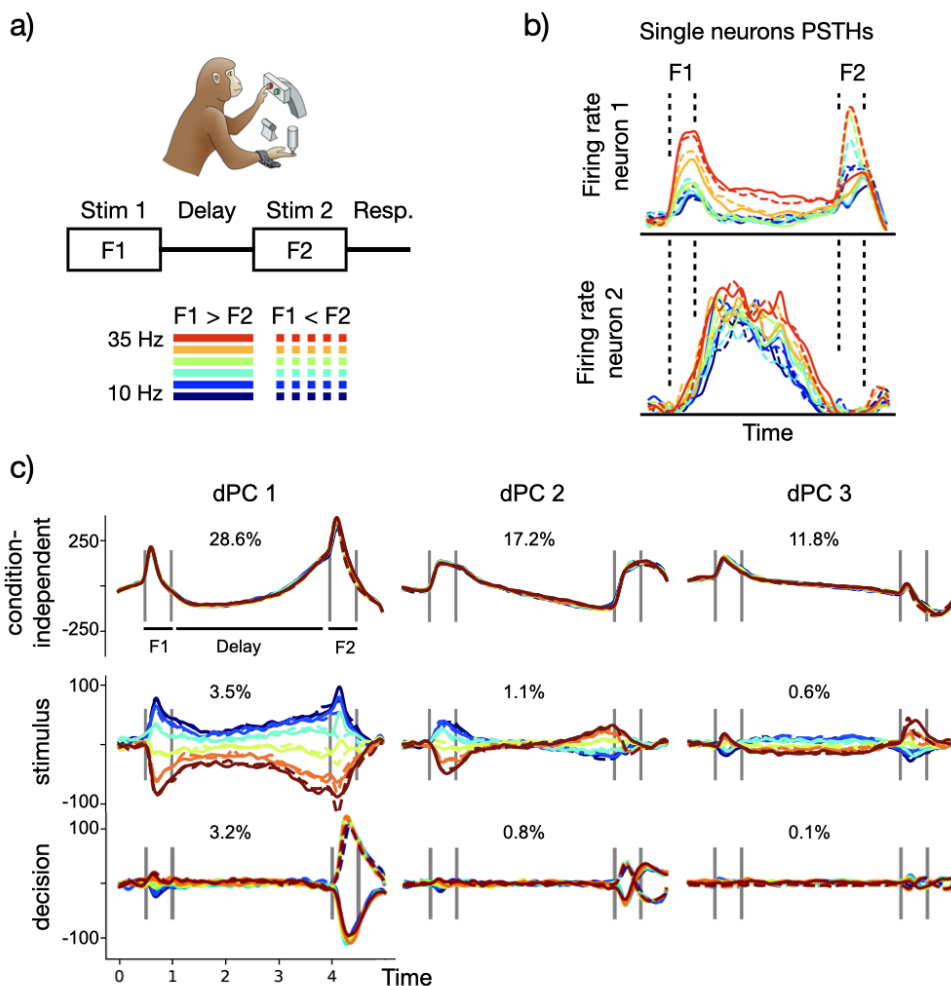 a)
Stim 1 Delay Stim 2 Resp.
F1 F2
F1 > F2 F1 < F2
35 Hz
10 Hz
b)
Single neurons PSTHs
F1 F2
Firing rate
neuron 1
Firing rate
neuron 2
Time
c)
dPC 1 dPC 2 dPC 3
condition-
independent
250
-250
28.6% 17.2% 11.8%
F1 Delay F2
stimulus
100
-100
3.5% 1.1% 0.6%
decision
100
-100
3.2% 0.8% 0.1%
0 1 2 3 4 Time